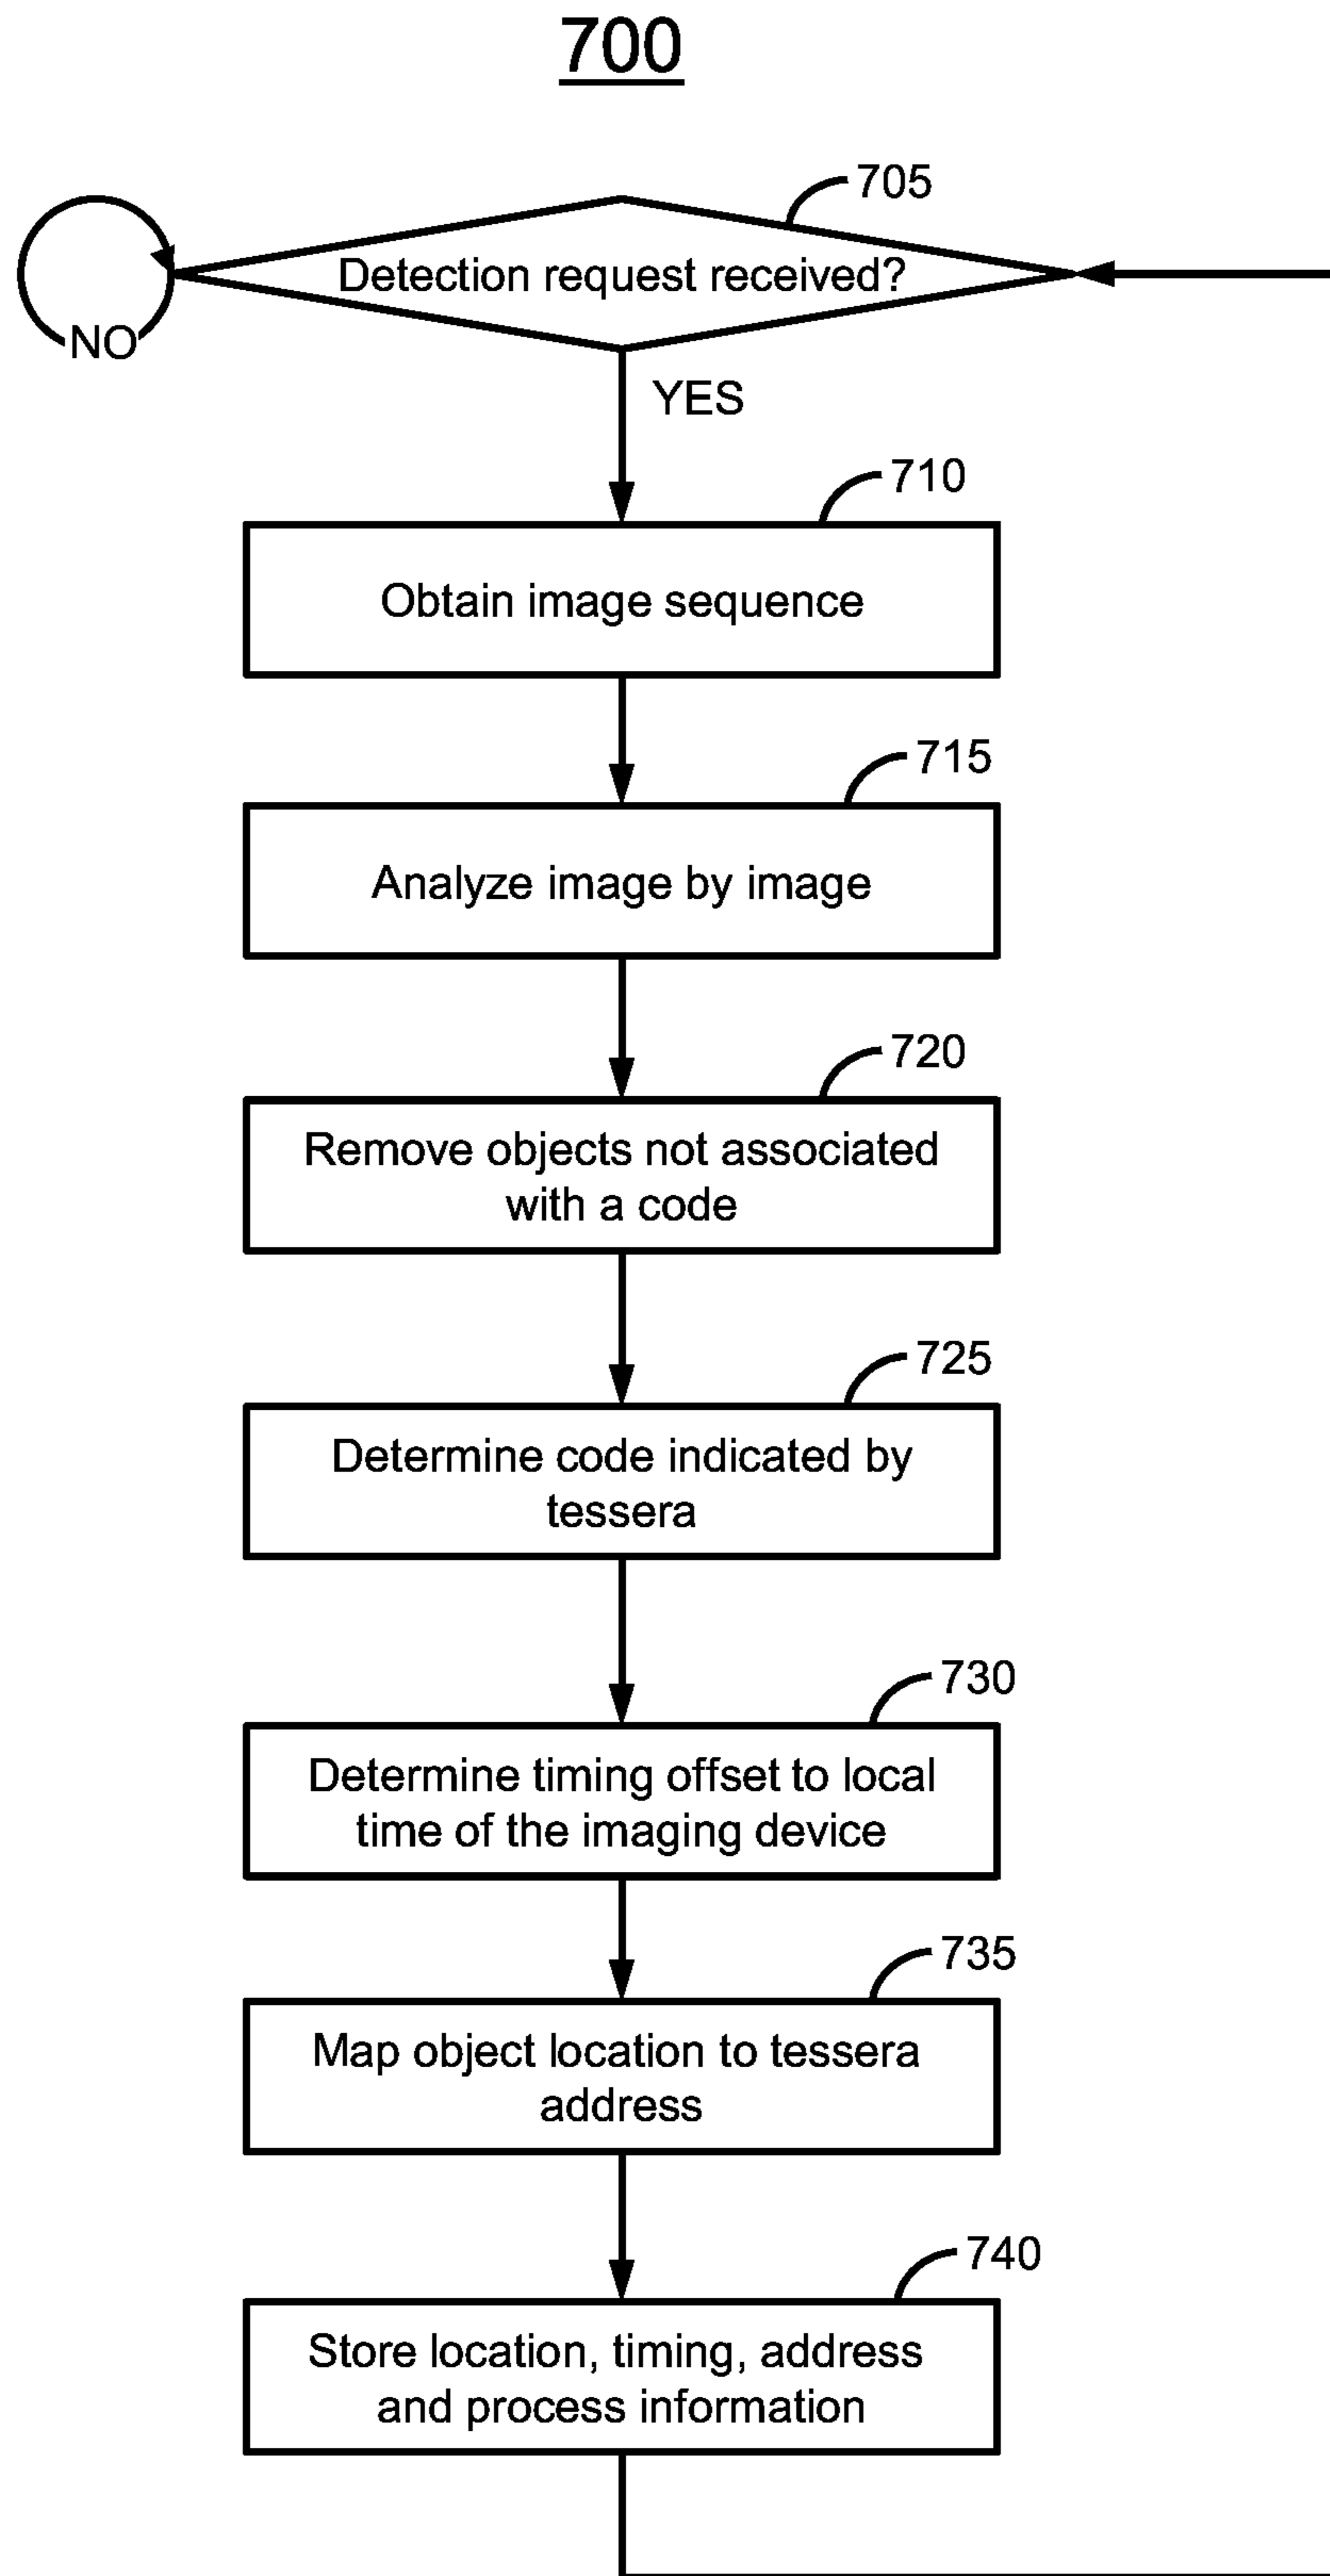 700
705
Detection request received?
NO
YES
710
Obtain image sequence
715
Analyze image by image
720
Remove objects not associated
with a code
725
Determine code indicated by
tessera
730
Determine timing offset to local
time of the imaging device
735
Map object location to tessera
address
740
Store location, timing, address
and process information